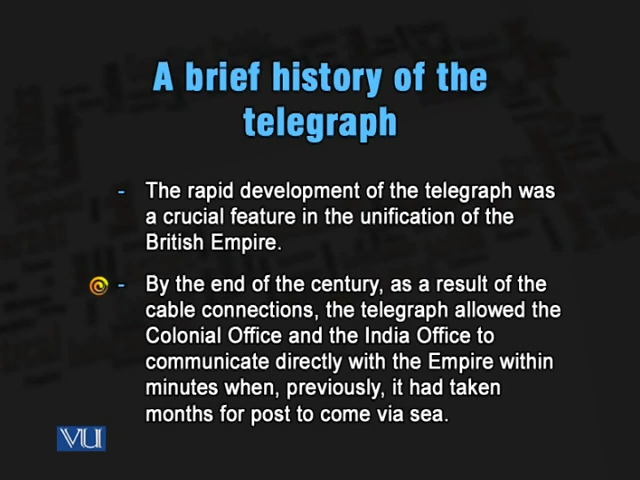 A brief history of the
telegraph
- The rapid development of the telegraph was
a crucial feature in the unification of the
British Empire.
- By the end of the century, as a result of the
cable connections, the telegraph allowed the
Colonial Office and the India Office to
communicate directly with the Empire within
minutes when, previously, it had taken
months for post to come via sea.
VU